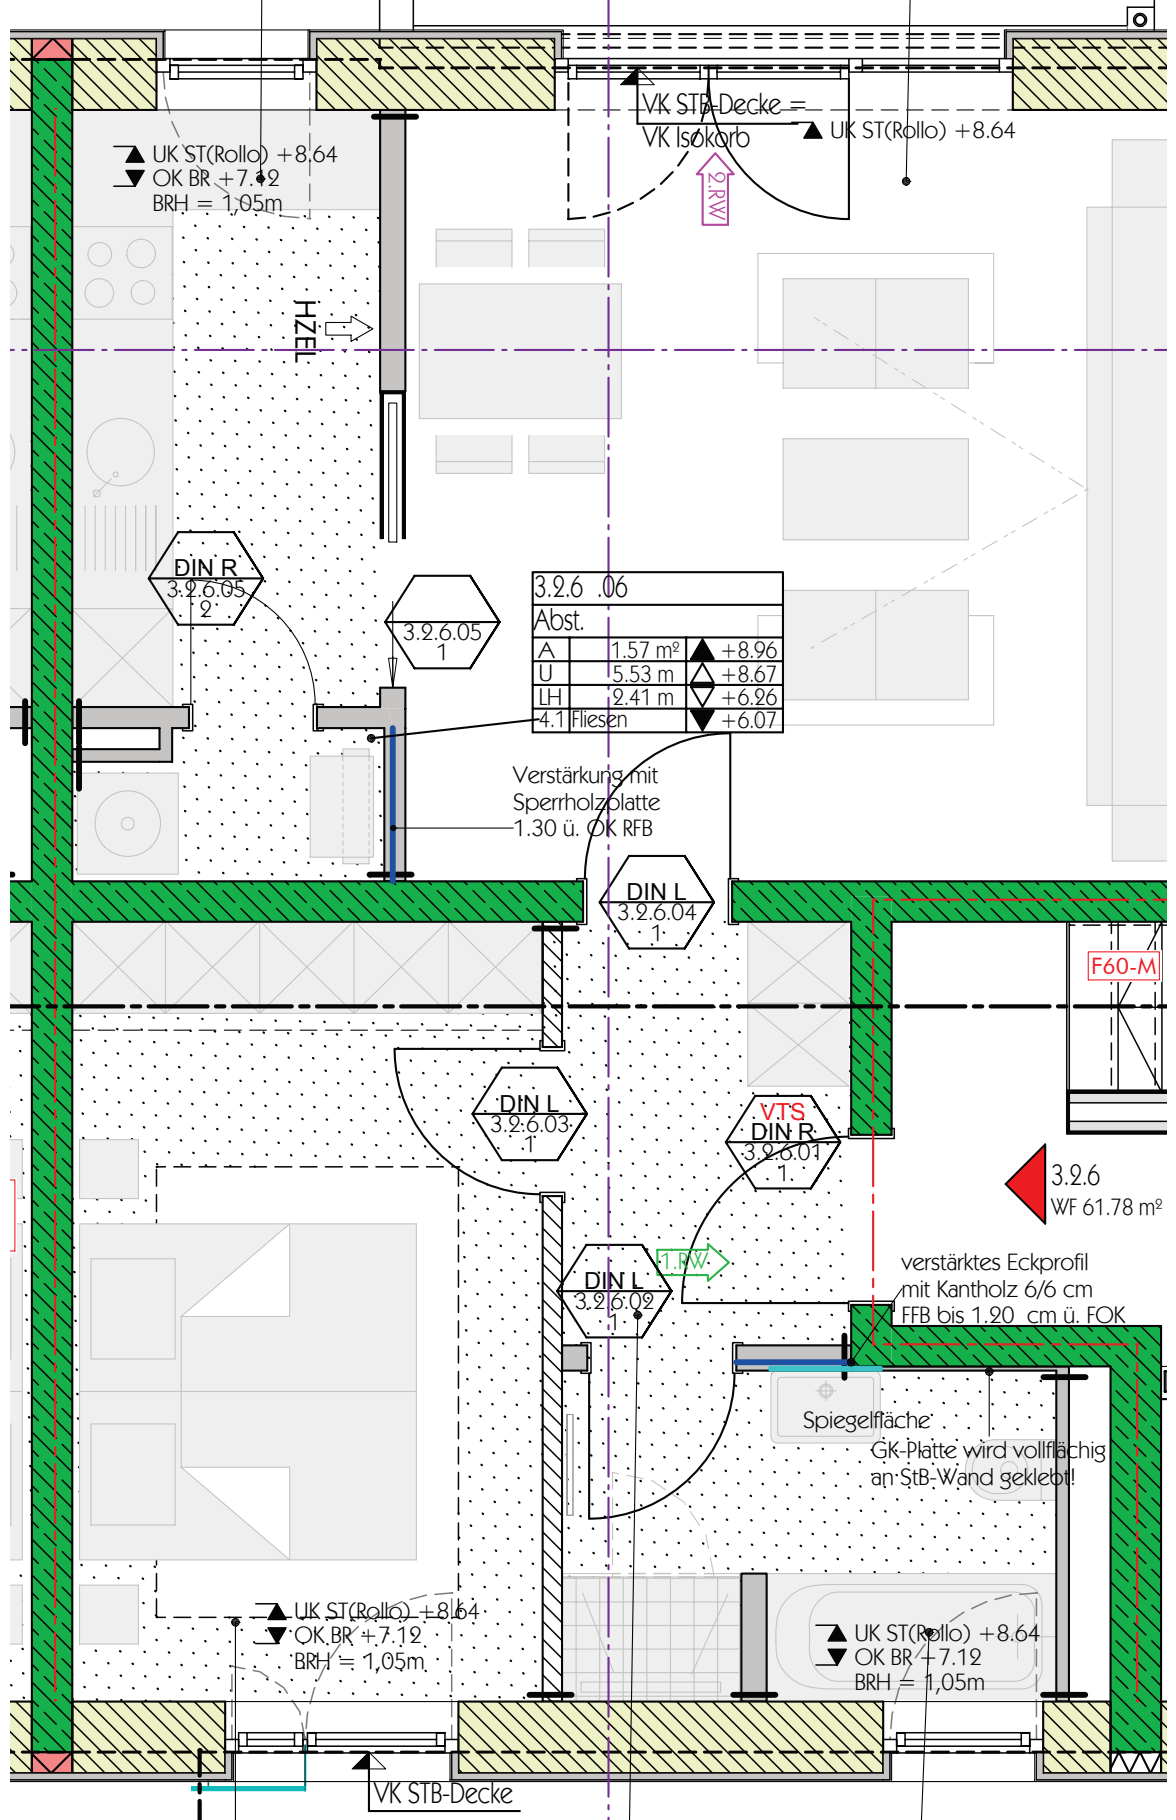 VK STB-Decke =
VK Isokorb
UK ST(Rollo) +8.64
UK ST(Rollo) +8.64
OK BR +7.12
BRH = 1,05m
2.RW
HZEL
DIN R
3.2.6.05
2
3.2.6.05
1
3.2.6 .06
Abst.
A 1.57 m² +8.96
U 5.53 m +8.67
LH 2.41 m +6.26
4.1 Fliesen +6.07
Verstärkung mit
Sperrholzplatte
1.30 ü. OK RFB
DIN L
3.2.6.04
1
F60-M
DIN L
3.2.6.03
1
VTS
DIN R
3.2.6.01
1
3.2.6
WF 61.78 m²
1.RW
DIN L
3.2.6.02
1
verstärktes Eckprofil
mit Kantholz 6/6 cm
FFB bis 1.20 cm ü. FOK
Spiegelfläche
GK-Platte wird vollflächig
an StB-Wand geklebt!
UK ST(Rollo) +8.64
OK BR +7.12
BRH = 1,05m
UK ST(Rollo) +8.64
OK BR +7.12
BRH = 1,05m
VK STB-Decke